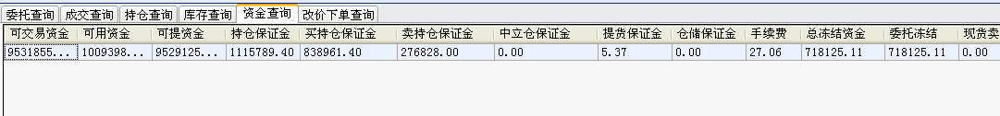 委托查询 成交查询 持仓查询 库存查询 资金查询 改价下单查询
可交易资金 可用资金 可提资金 持仓保证金 买持仓保证金 卖持仓保证金 中立仓保证金 提货保证金 仓储保证金 手续费 总冻结资金 委托冻结 现货卖
9531855... 1009398... 9529125... 1115789.40 838961.40 276828.00 0.00 5.37 0.00 27.06 718125.11 718125.11 0.00